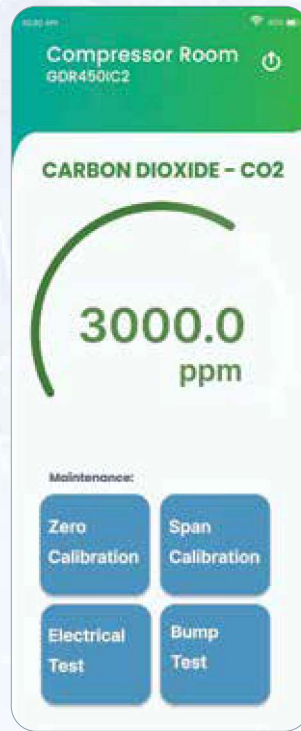 Compressor Room
GDR450IC2
CARBON DIOXIDE - CO2
3000.0
ppm
Maintenance:
Zero
Calibration
Span
Calibration
Electrical
Test
Bump
Test